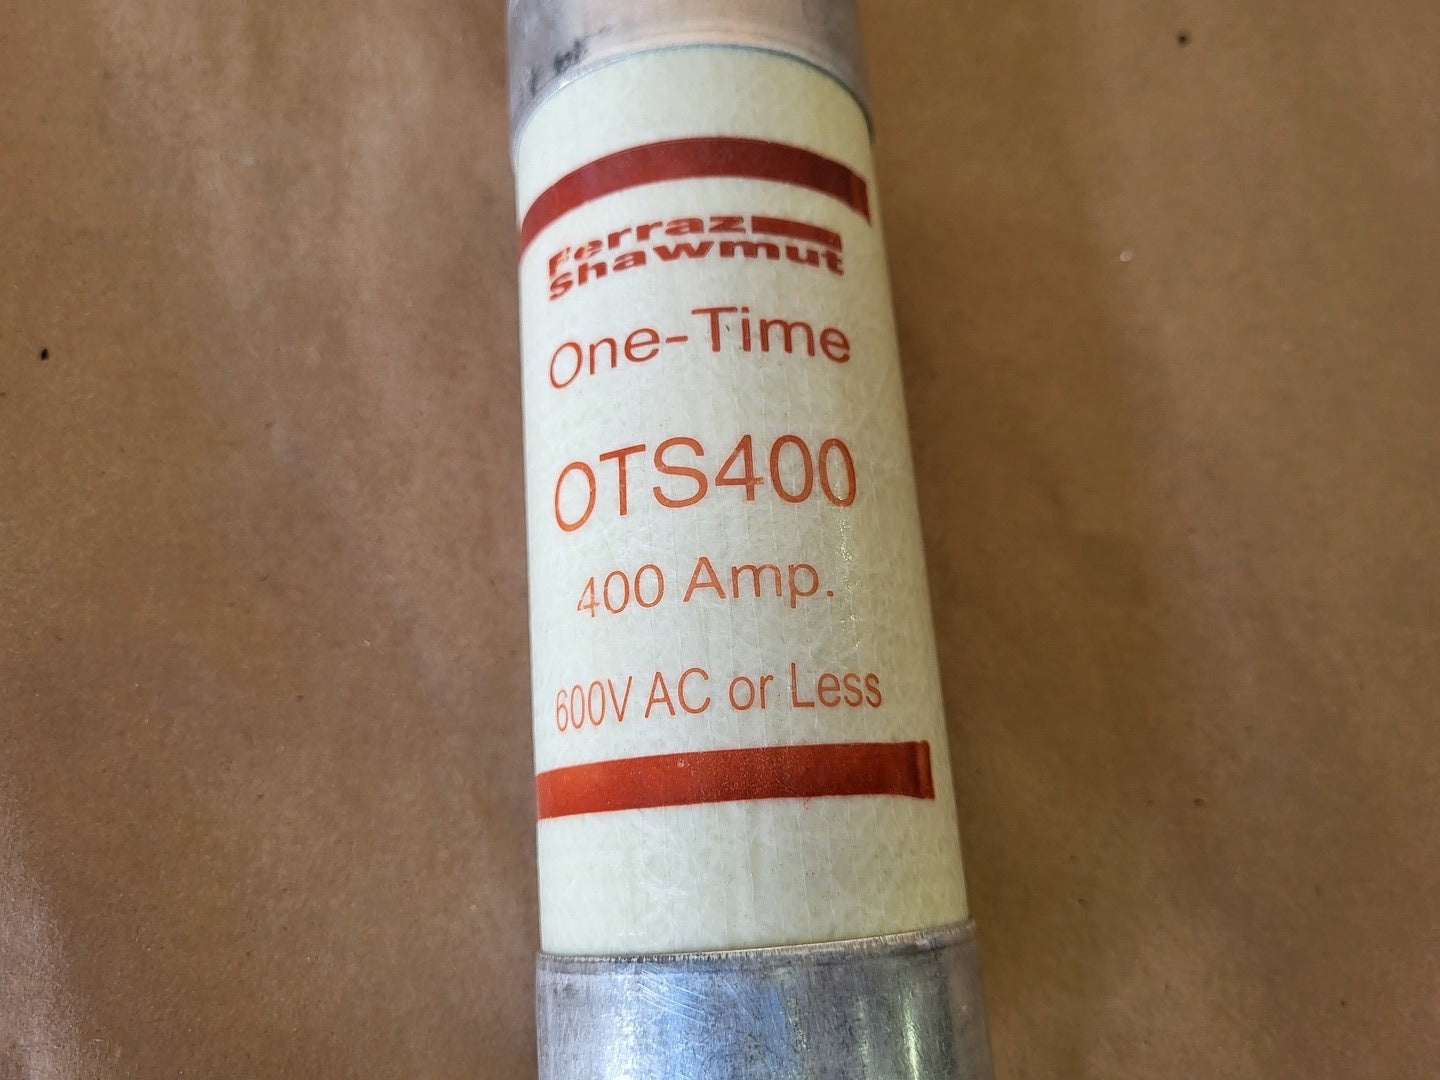 Ferraz
Shawmut
One-Time
OTS400
400 Amp.
600V AC or Less